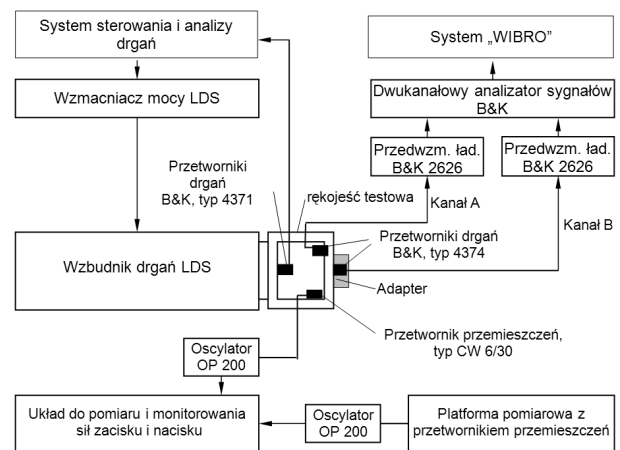 System sterowania i analizy
drgań
System „WIBRO”
Wzmacniacz mocy LDS
Dwukanałowy analizator sygnałów
B&K
Przedwzm. ład.
B&K 2626
Przedwzm. ład.
B&K 2626
Przetworniki
drgań
B&K, typ 4371
rękojeść testowa
Kanał A
Kanał B
Wzbudnik drgań LDS
Przetworniki drgań
B&K, typ 4374
Adapter
Przetwornik przemieszczeń,
typ CW 6/30
Oscylator
OP 200
Układ do pomiaru i monitorowania
sił zacisku i nacisku
Oscylator
OP 200
Platforma pomiarowa z
przetwornikiem przemieszczeń